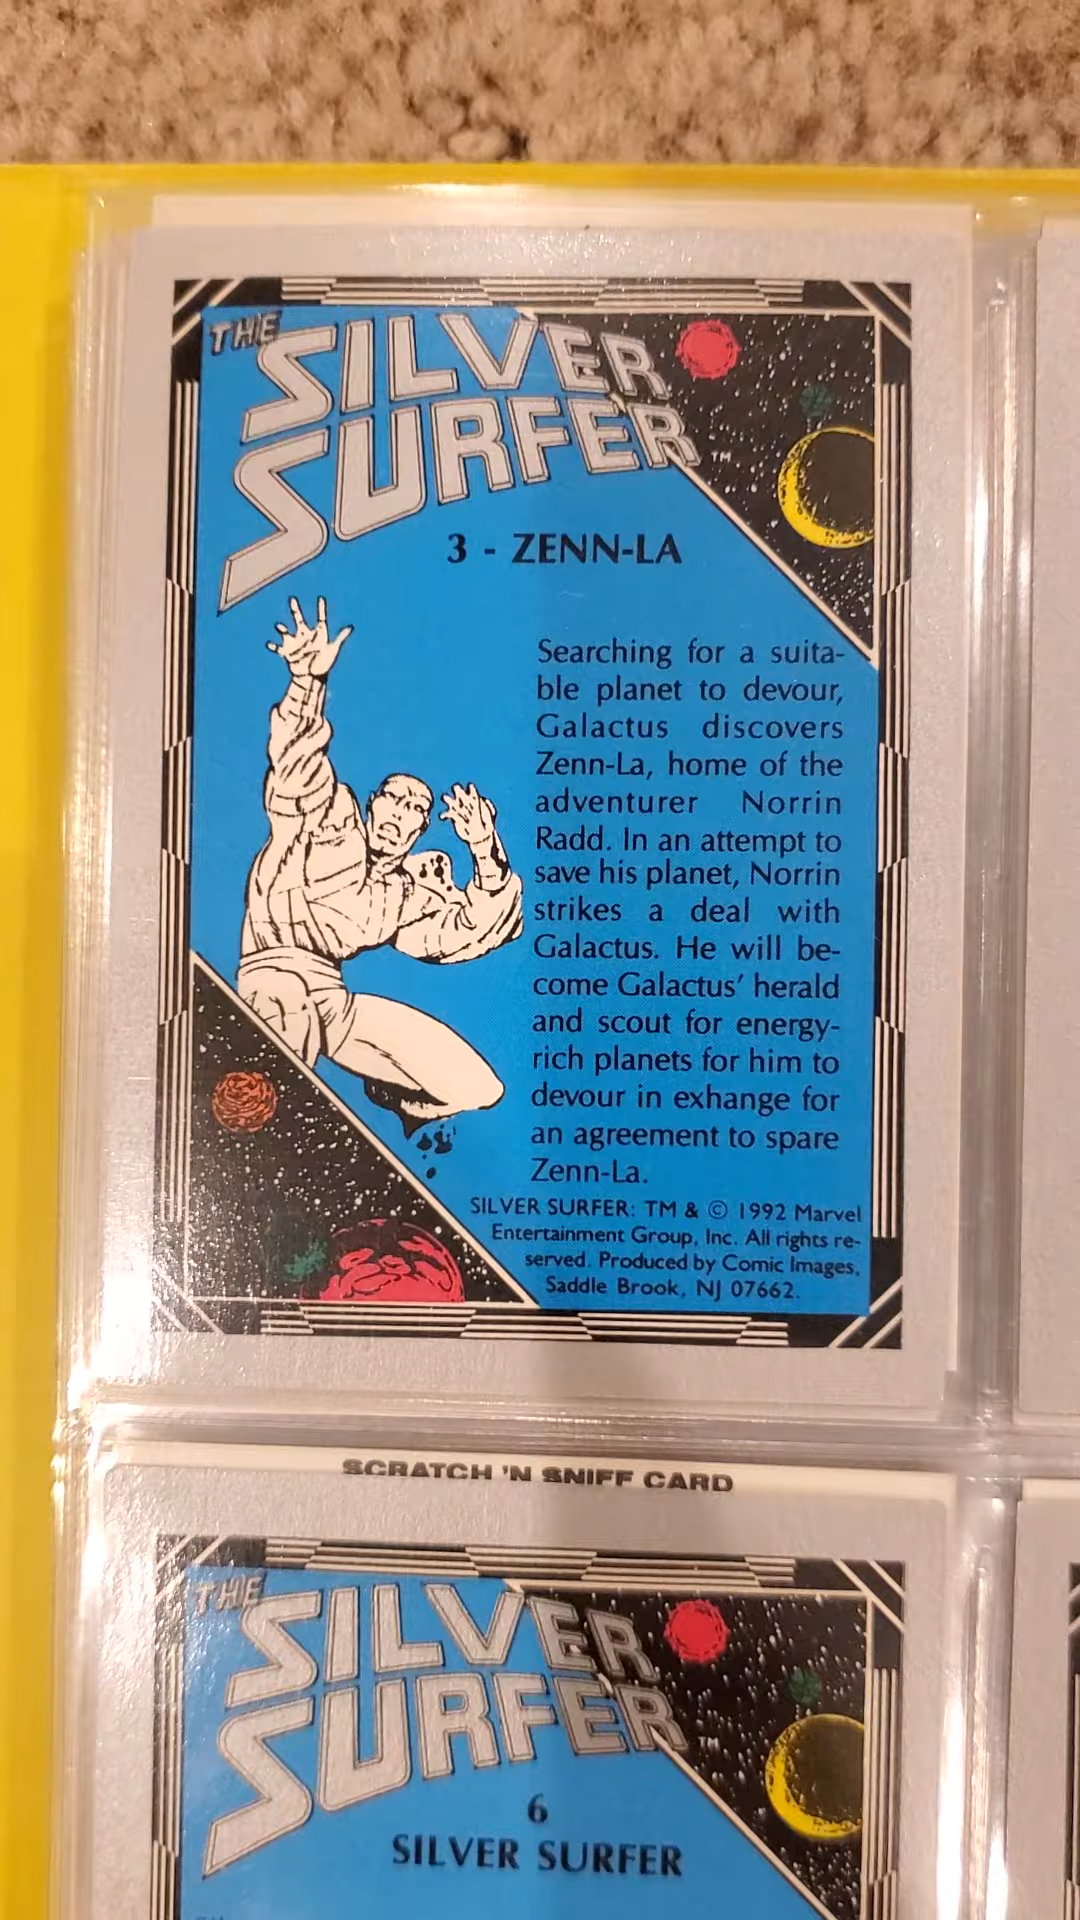 THE
SILVER
SURFER™
3 - ZENN-LA
Searching for a suita-
ble planet to devour,
Galactus discovers
Zenn-La, home of the
adventurer Norrin
Radd. In an attempt to
save his planet, Norrin
strikes a deal with
Galactus. He will be-
come Galactus' herald
and scout for energy-
rich planets for him to
devour in exhange for
an agreement to spare
Zenn-La.
SILVER SURFER: TM & © 1992 Marvel
Entertainment Group, Inc. All rights re-
served. Produced by Comic Images,
Saddle Brook, NJ 07662.
SCRATCH 'N SNIFF CARD
THE
SILVER
SURFER™
6
SILVER SURFER